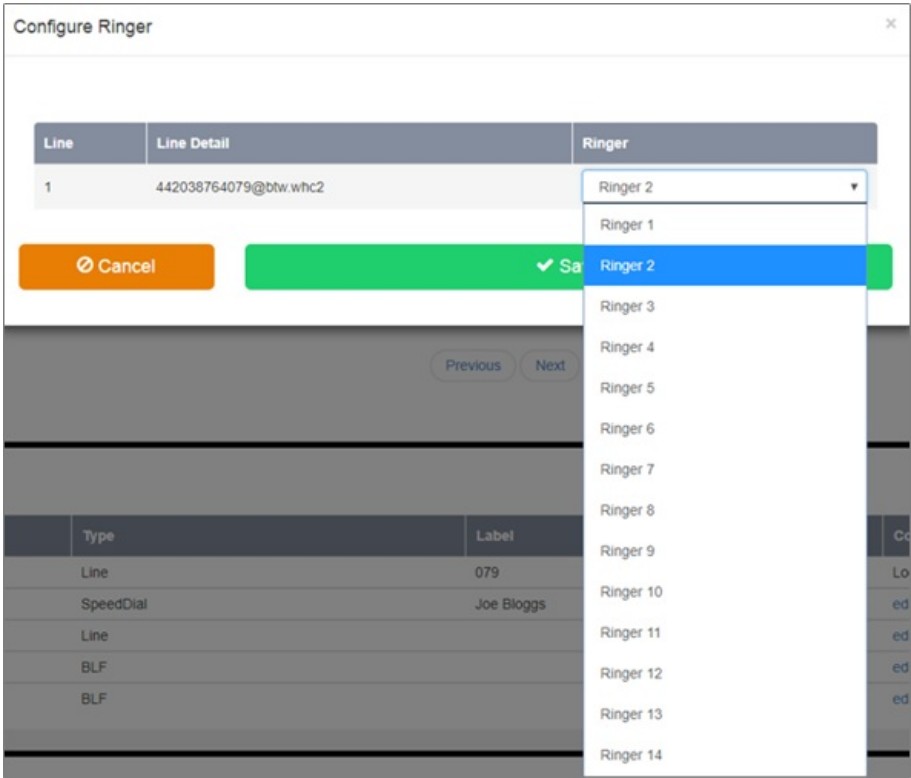 Configure Ringer ×
Line Line Detail Ringer
1 442038764079@btw.whc2 Ringer 2
Ringer 1
Cancel Sa Ringer 2
Ringer 3
Ringer 4
Previous Next
Ringer 5
Ringer 6
Ringer 7
Ringer 8
Type Label Co
Ringer 9
Line 079 Lo
Ringer 10
SpeedDial Joe Bloggs ed
Line ed
Ringer 11
BLF ed
Ringer 12
BLF ed
Ringer 13
Ringer 14